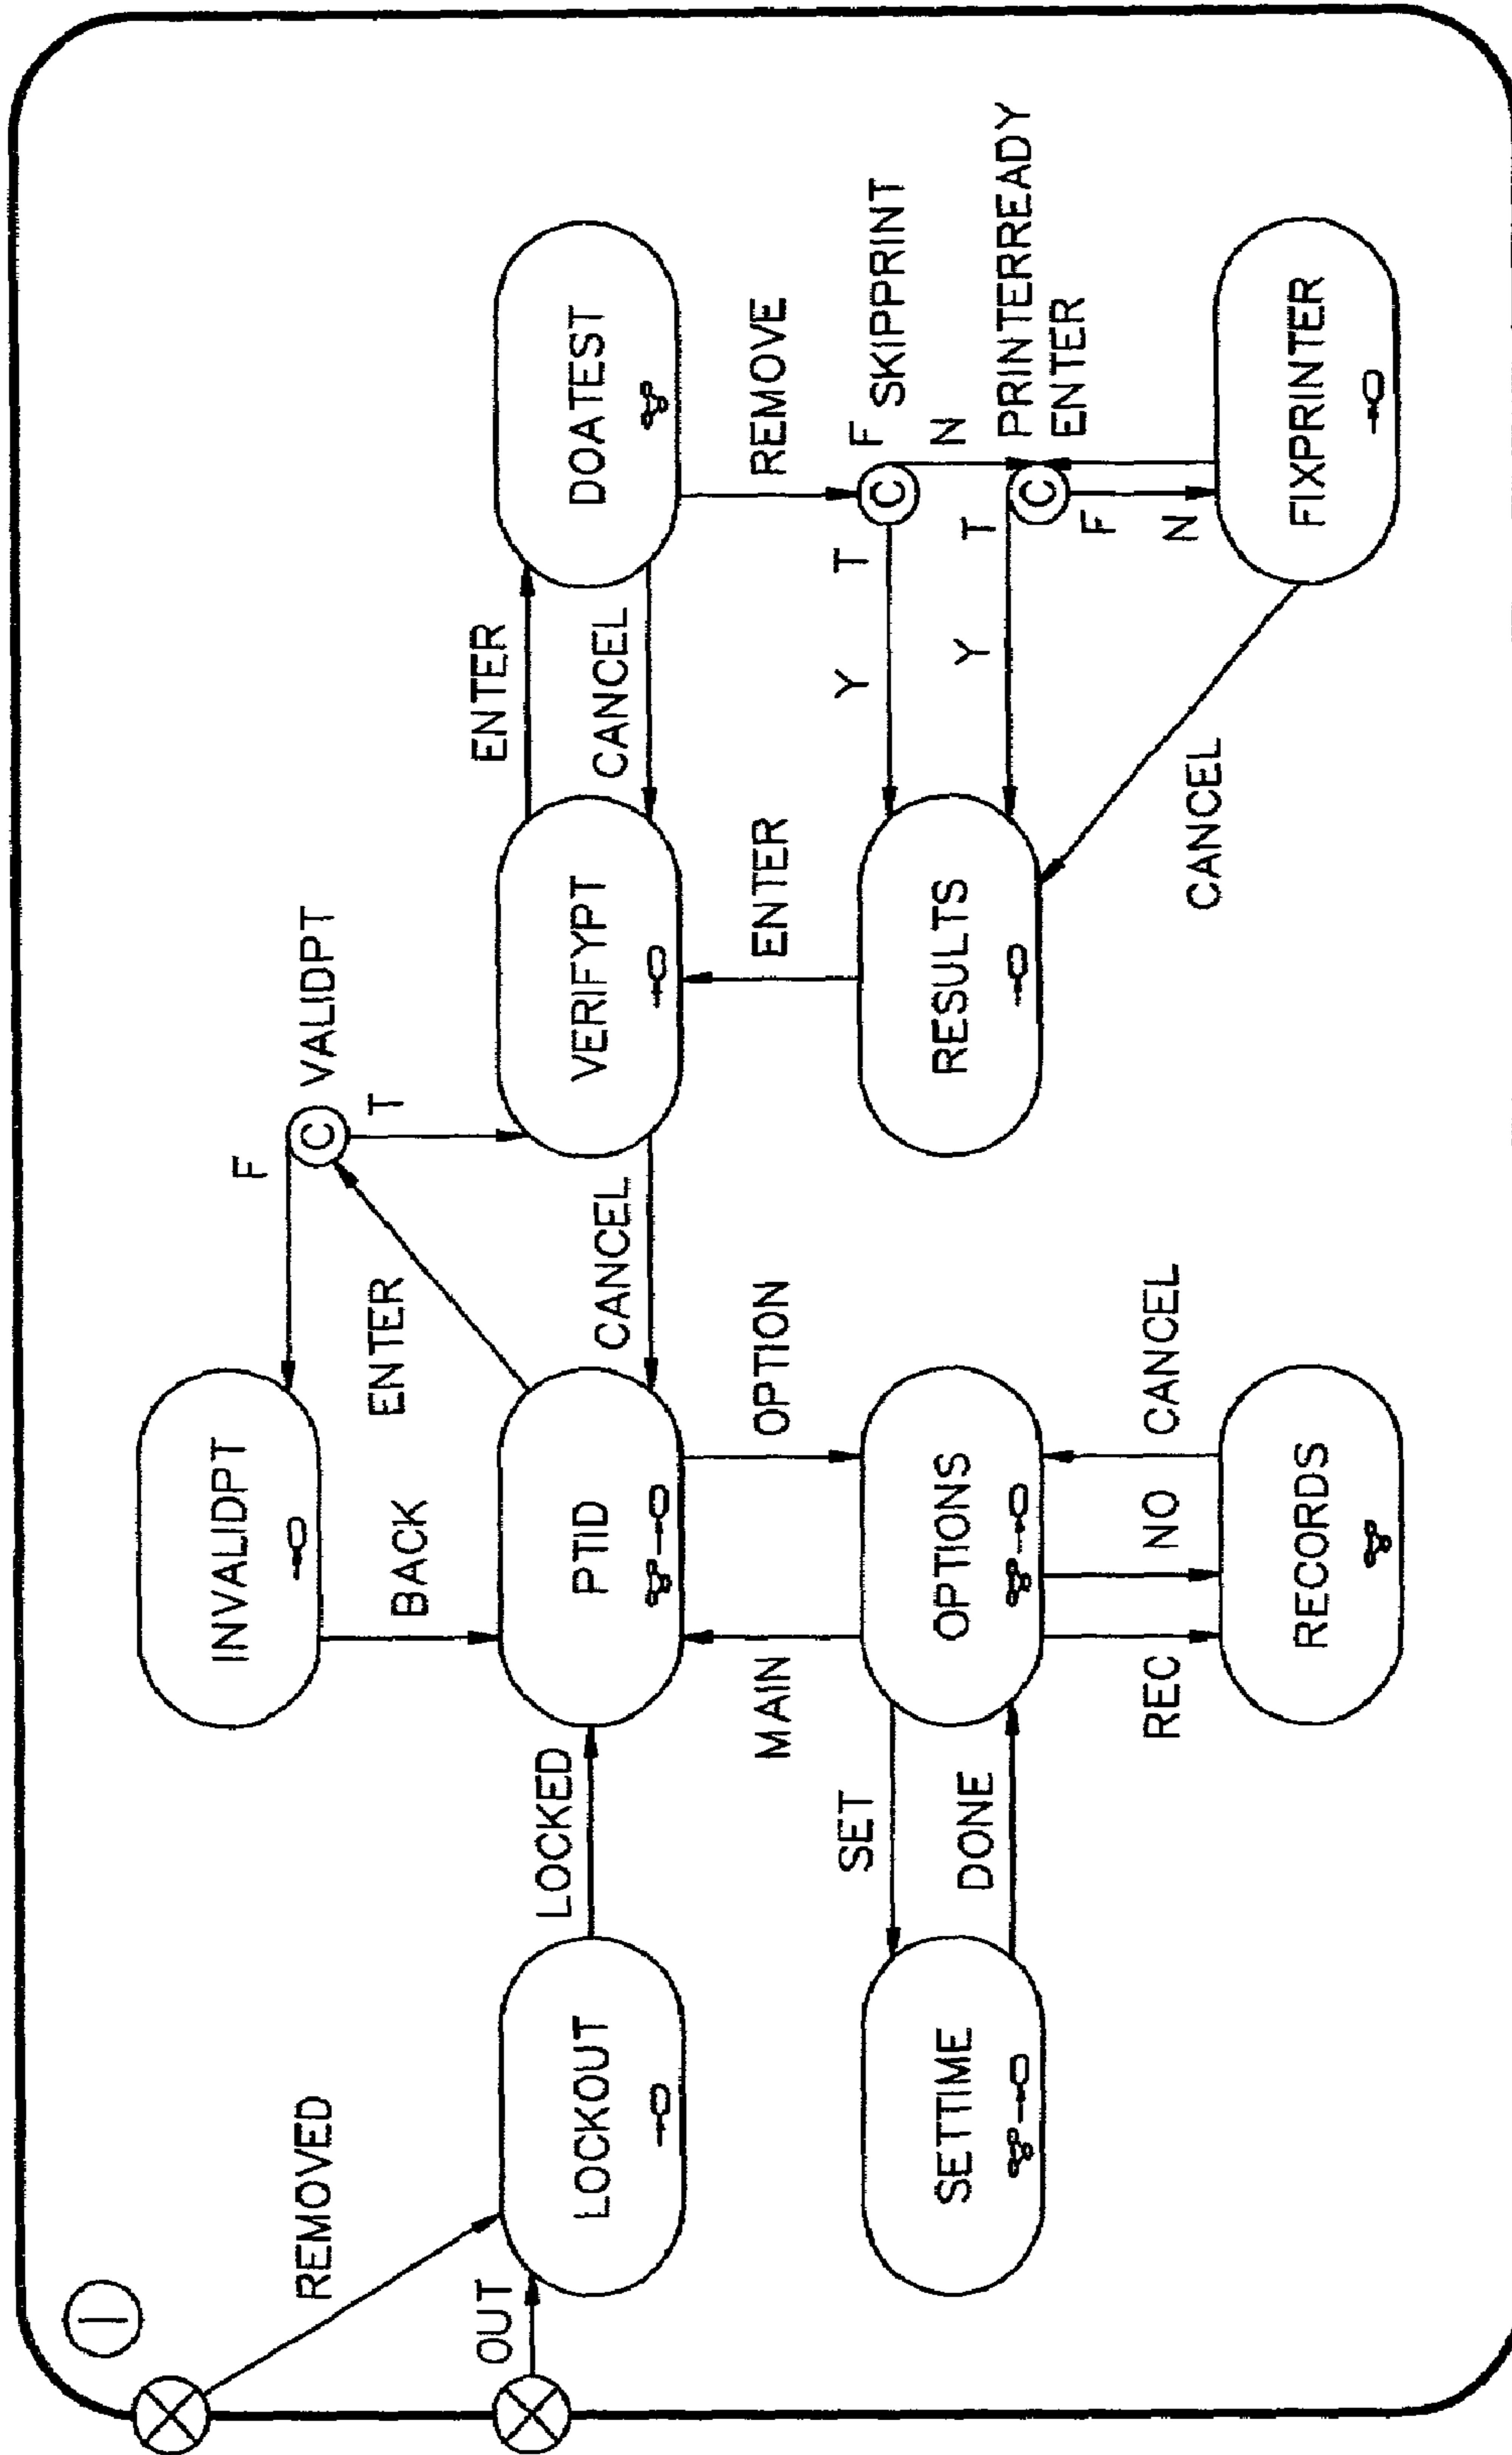 I
REMOVED
OUT
LOCKOUT
LOCKED
INVALIDPT
BACK
F
VALIDPT
T
ENTER
PTID
CANCEL
VERIFYPT
ENTER
CANCEL
DOATEST
MAIN
OPTION
ENTER
REMOVE
SETTIME
SET
DONE
OPTIONS
RESULTS
T
Y
F
SKIPPRINT
N
Y
T
PRINTERREADY
ENTER
F
N
C
C
C
REC
NO
CANCEL
RECORDS
CANCEL
FIXPRINTER